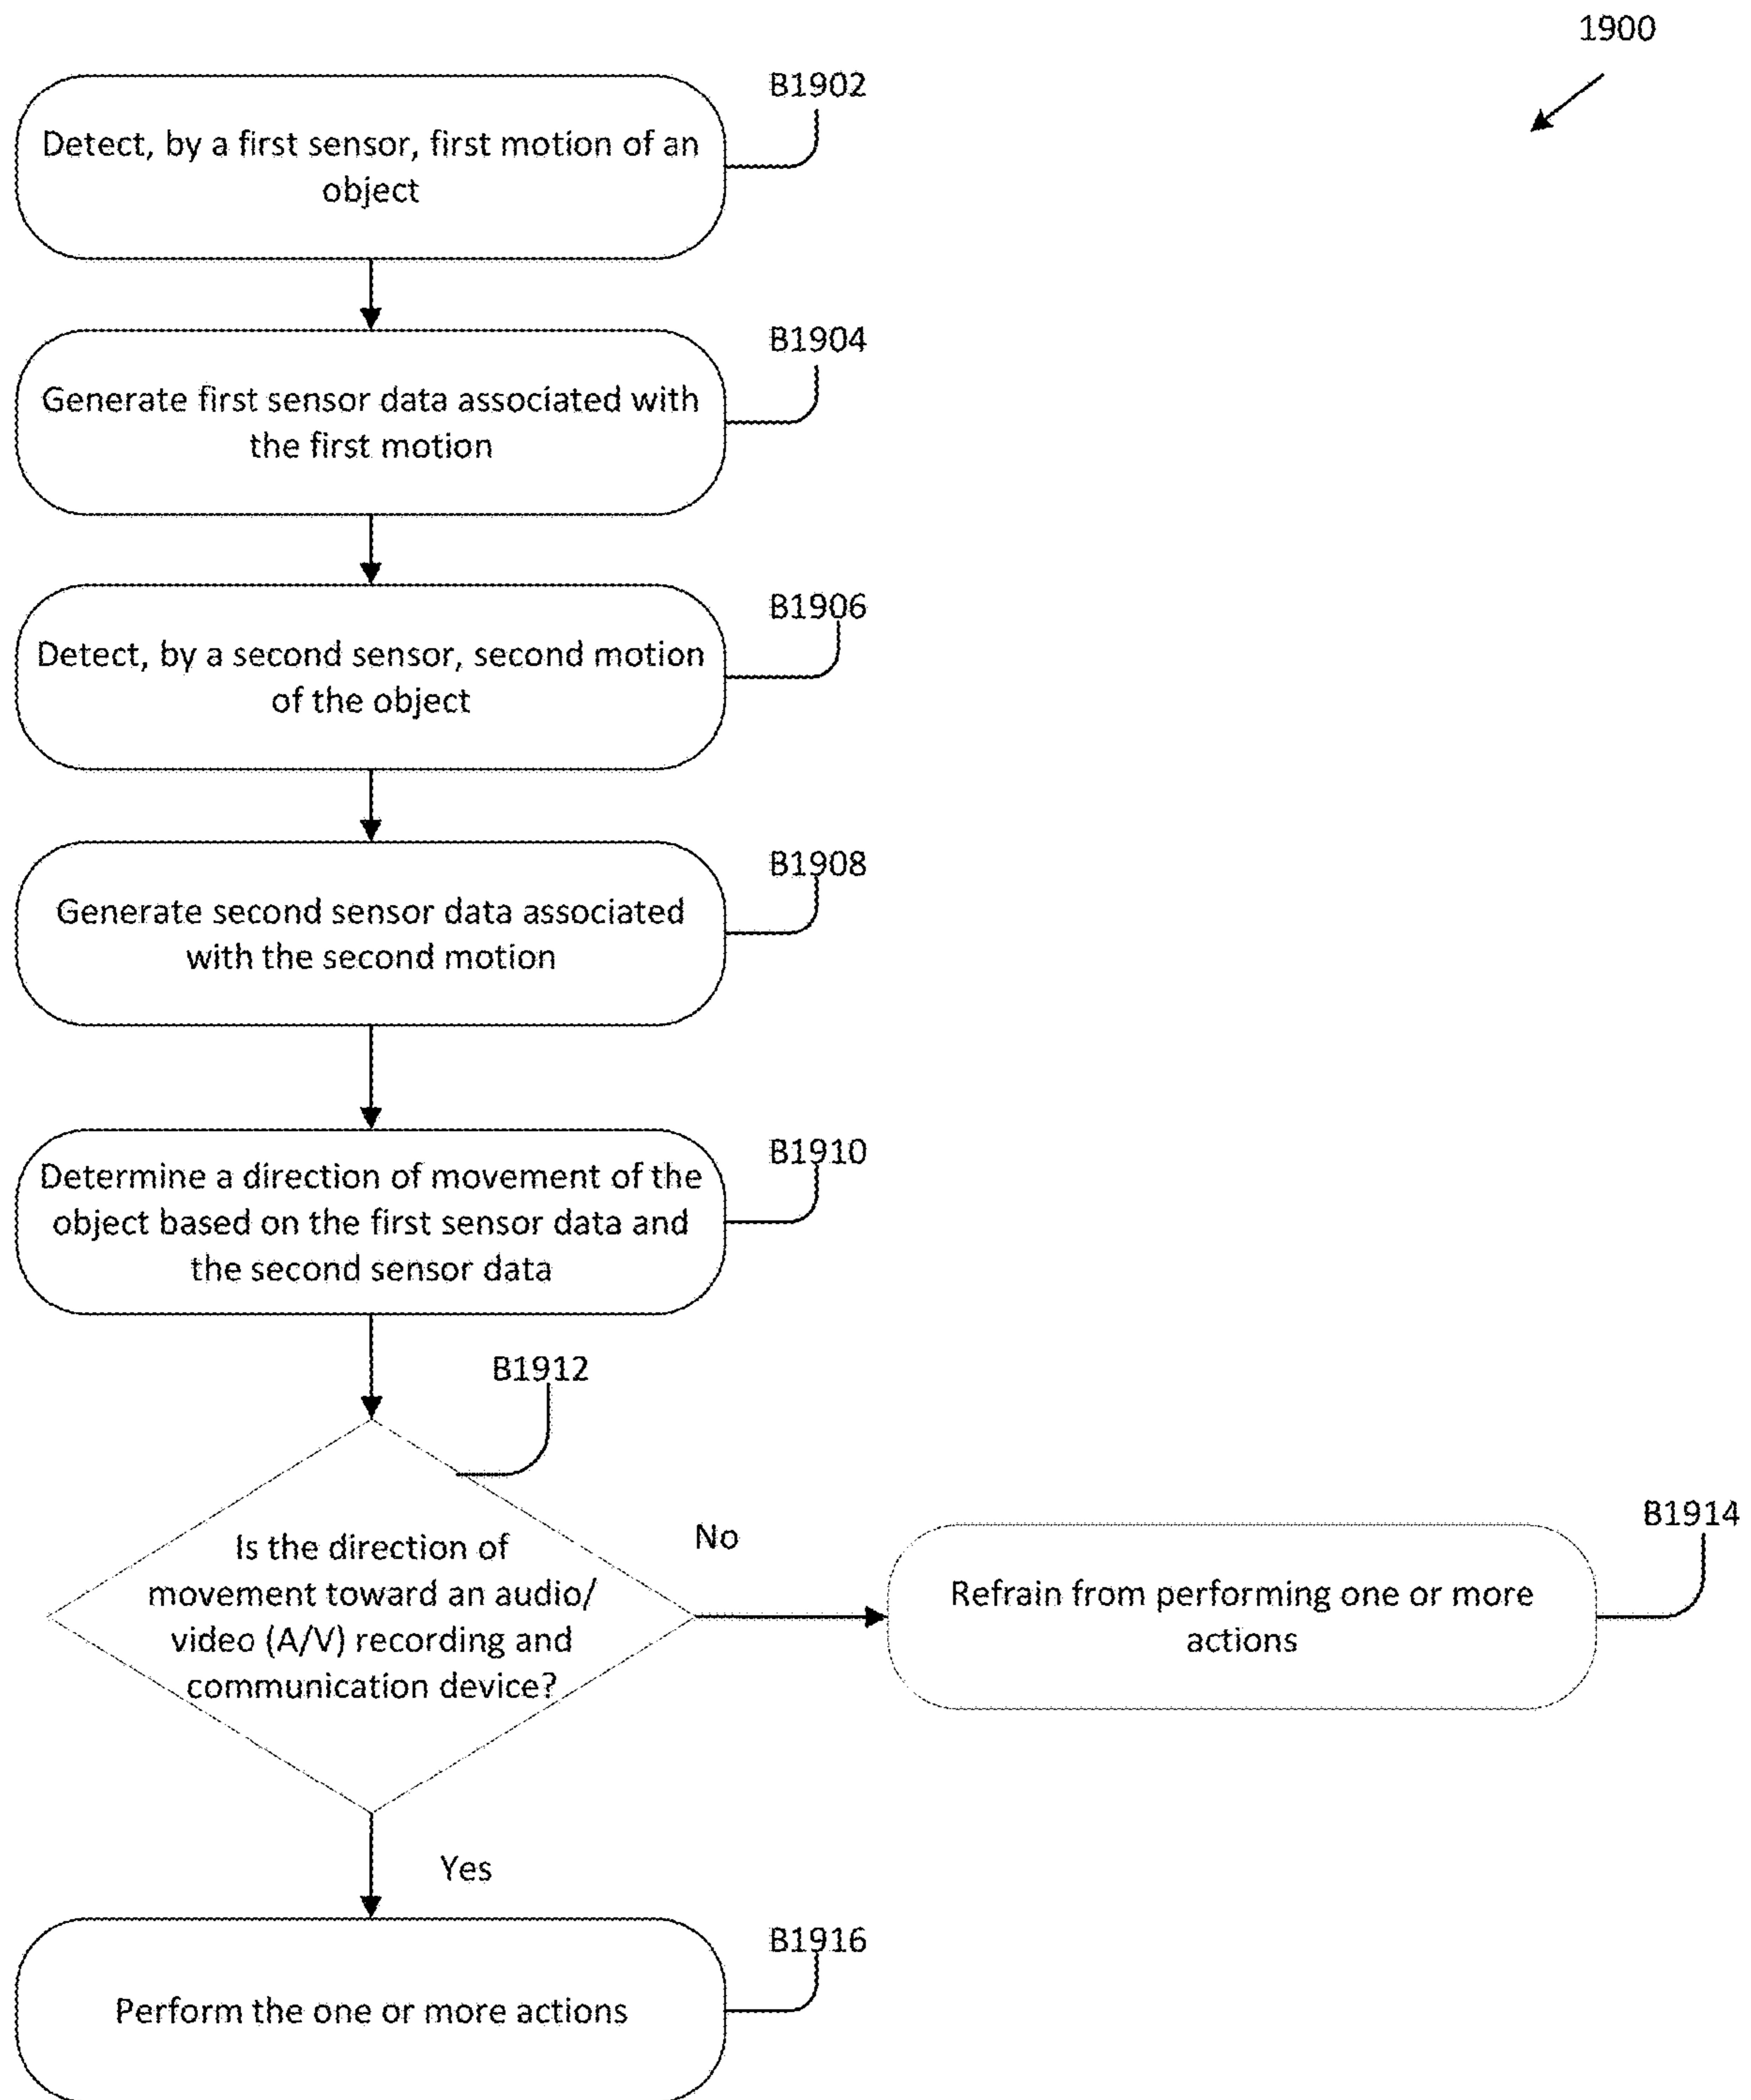 1900
B1902
Detect, by a first sensor, first motion of an
object
B1904
Generate first sensor data associated with
the first motion
B1906
Detect, by a second sensor, second motion
of the object
B1908
Generate second sensor data associated
with the second motion
B1910
Determine a direction of movement of the
object based on the first sensor data and
the second sensor data
B1912
Is the direction of
movement toward an audio/
video (A/V) recording and
communication device?
No
B1914
Refrain from performing one or more
actions
Yes
B1916
Perform the one or more actions